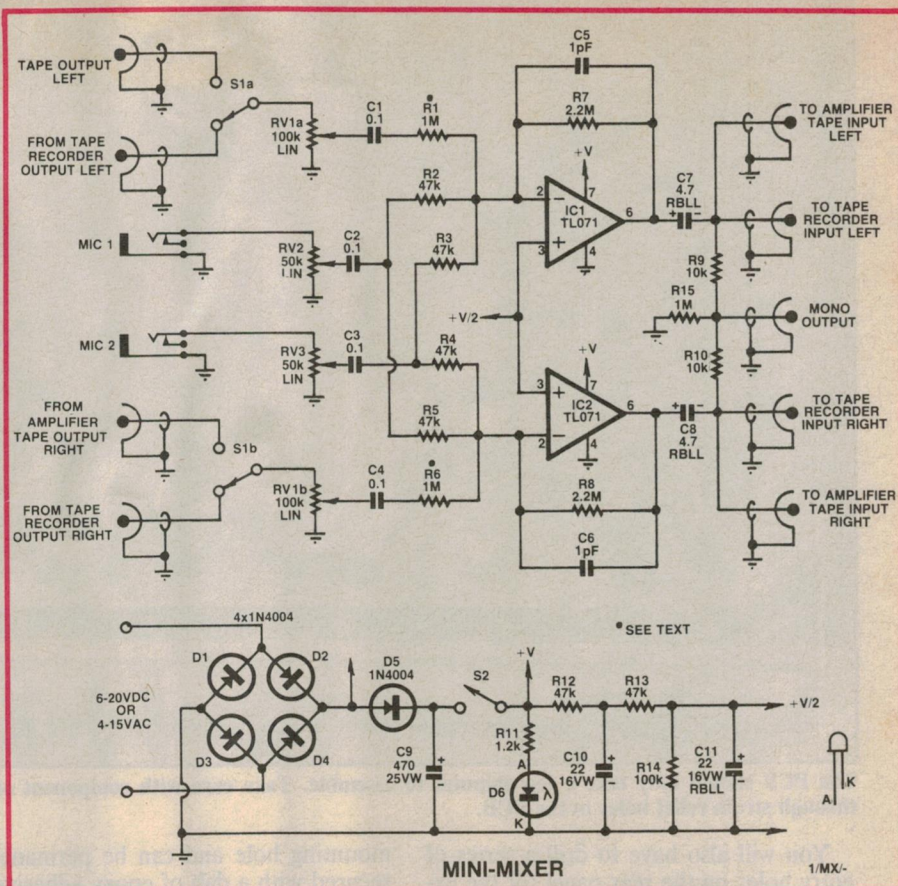 TAPE OUTPUT
LEFT
S1a
FROM TAPE
RECORDER
OUTPUT LEFT
RV1a
100k
LIN
C1
0.1
•
R1
1M
R2
47k
R3
47k
MIC 1
RV2
50k
LIN
C2
0.1
MIC 2
RV3
50k
LIN
C3
0.1
R4
47k
R5
47k
FROM
AMPLIFIER
TAPE OUTPUT
RIGHT
S1b
FROM TAPE
RECORDER
OUTPUT RIGHT
RV1b
100k
LIN
C4
0.1
•
R6
1M
C5
1pF
R7
2.2M
+V
2
−
7
IC1
TL071
6
3
+
4
+V/2
+V
3
+
7
IC2
TL071
6
2
−
4
R8
2.2M
C6
1pF
C7
4.7
RBLL
+ −
+ −
C8
4.7
RBLL
R9
10k
R15
1M
R10
10k
TO AMPLIFIER
TAPE INPUT
LEFT
TO TAPE
RECORDER
INPUT LEFT
MONO
OUTPUT
TO TAPE
RECORDER
INPUT RIGHT
TO AMPLIFIER
TAPE INPUT
RIGHT
•SEE TEXT
4x1N4004
D1
D2
D3
D4
6-20VDC
OR
4-15VAC
D5
1N4004
C9
470
25VW
+
S2
+V
R11
1.2k
A
D6
λ
K
R12
47k
C10
22
16VW
+
R13
47k
R14
100k
C11
22
16VW
RBLL
+
+V/2
A
K
MINI-MIXER
1/MX/-